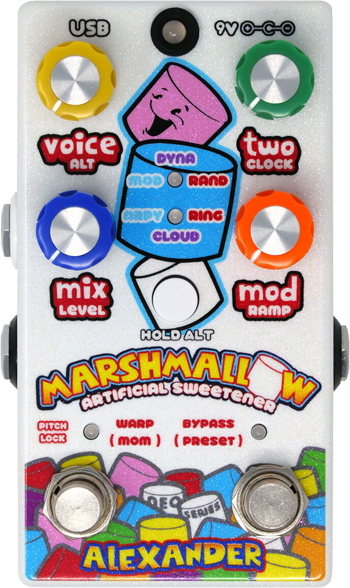 USB
9V
voice
ALT
two
CLOCK
DYNA
MOD RAND
ARPY RING
CLOUD
mix
LEVEL
mod
RAMP
HOLD ALT
MARSHMALLOW
ARTIFICIAL SWEETENER
PITCH
LOCK
WARP
(MOM)
BYPASS
(PRESET)
NEO
SERIES
ALEXANDER